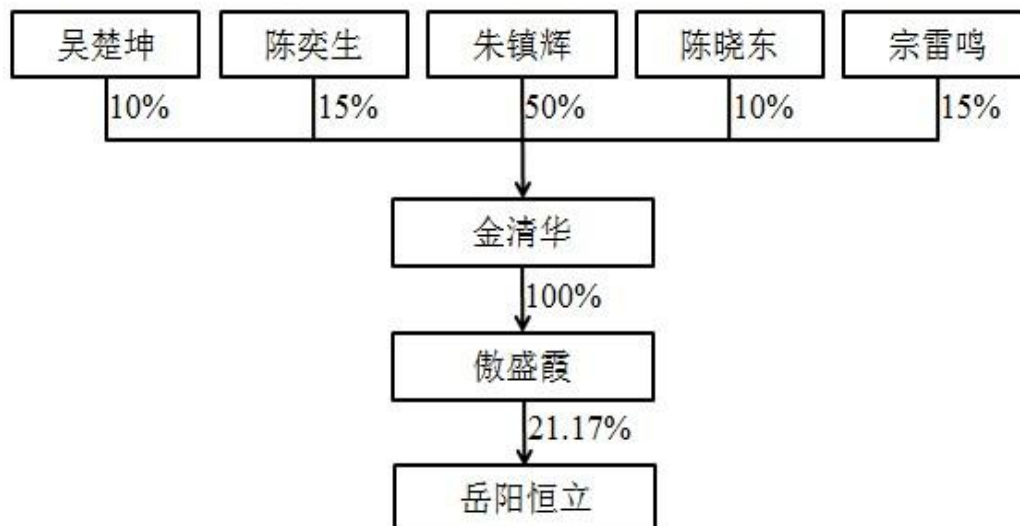 吴楚坤 陈奕生 朱镇辉 陈晓东 宗雷鸣
10% 15% 50% 10% 15%
金清华
100%
傲盛霞
21.17%
岳阳恒立